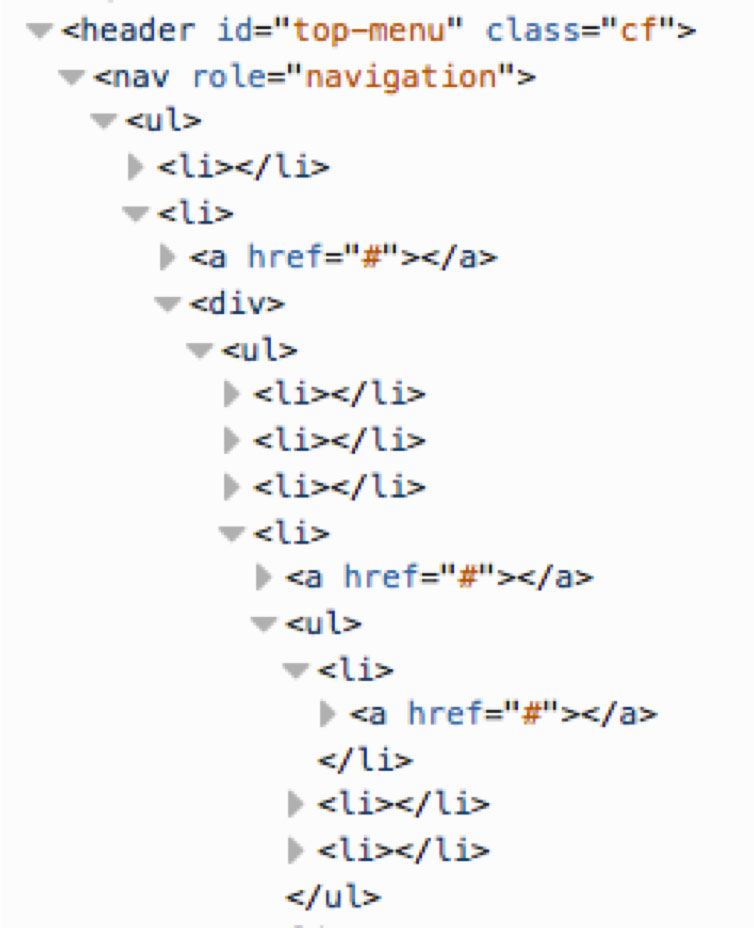 <header id="top-menu" class="cf">
<nav role="navigation">
<ul>
<li></li>
<li>
<a href="#"></a>
<div>
<ul>
<li></li>
<li></li>
<li></li>
<li>
<a href="#"></a>
<ul>
<li>
<a href="#"></a>
</li>
<li></li>
<li></li>
</ul>